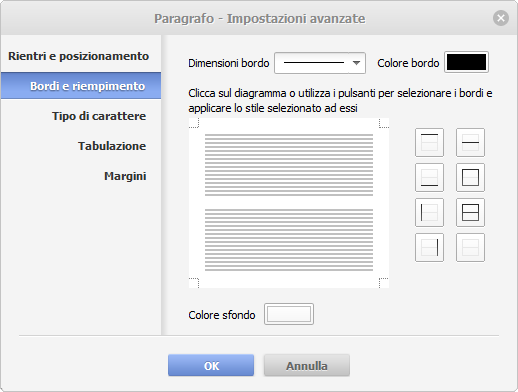 Paragrafo - Impostazioni avanzate
Rientri e posizionamento
Bordi e riempimento
Tipo di carattere
Tabulazione
Margini
Dimensioni bordo
Colore bordo
Clicca sul diagramma o utilizza i pulsanti per selezionare i bordi e
applicare lo stile selezionato ad essi
Colore sfondo
OK
Annulla